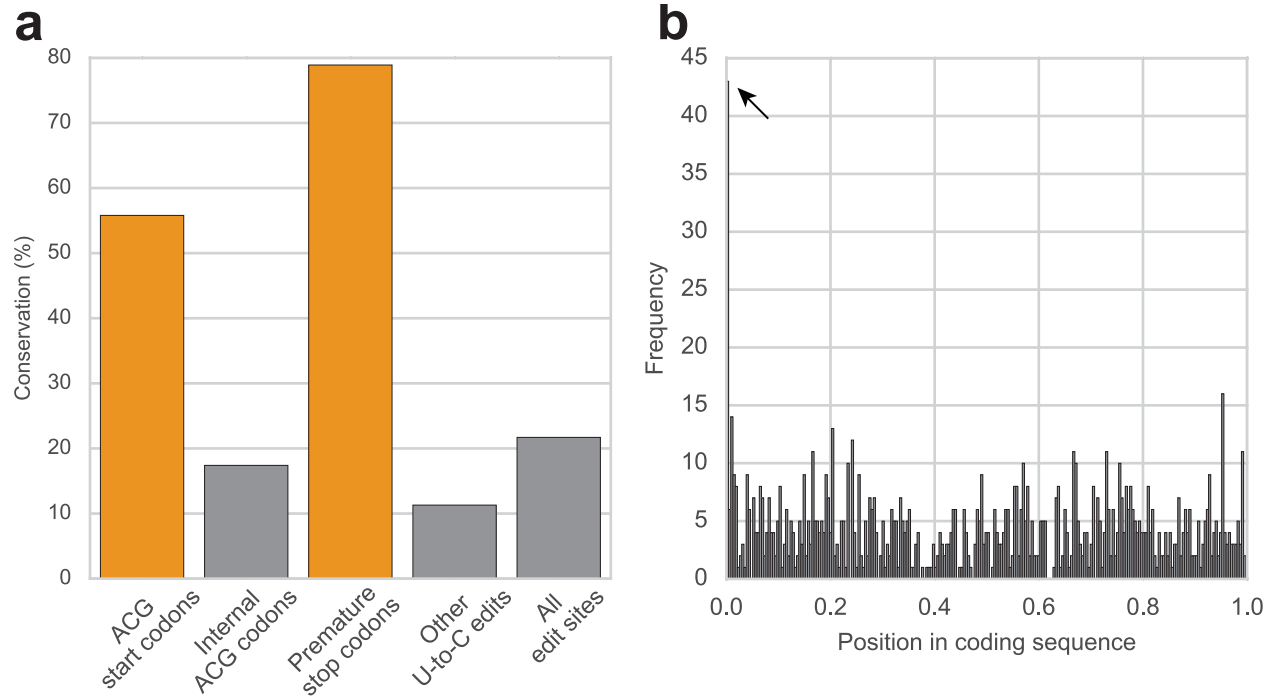 a
80
70
60
50
40
30
20
10
0
Conservation (%)
ACG
start codons
Internal
ACG codons
Premature
stop codons
Other
U-to-C edits
All
edit sites
b
45
40
35
30
25
20
15
10
5
0
Frequency
0.0 0.2 0.4 0.6 0.8 1.0
Position in coding sequence